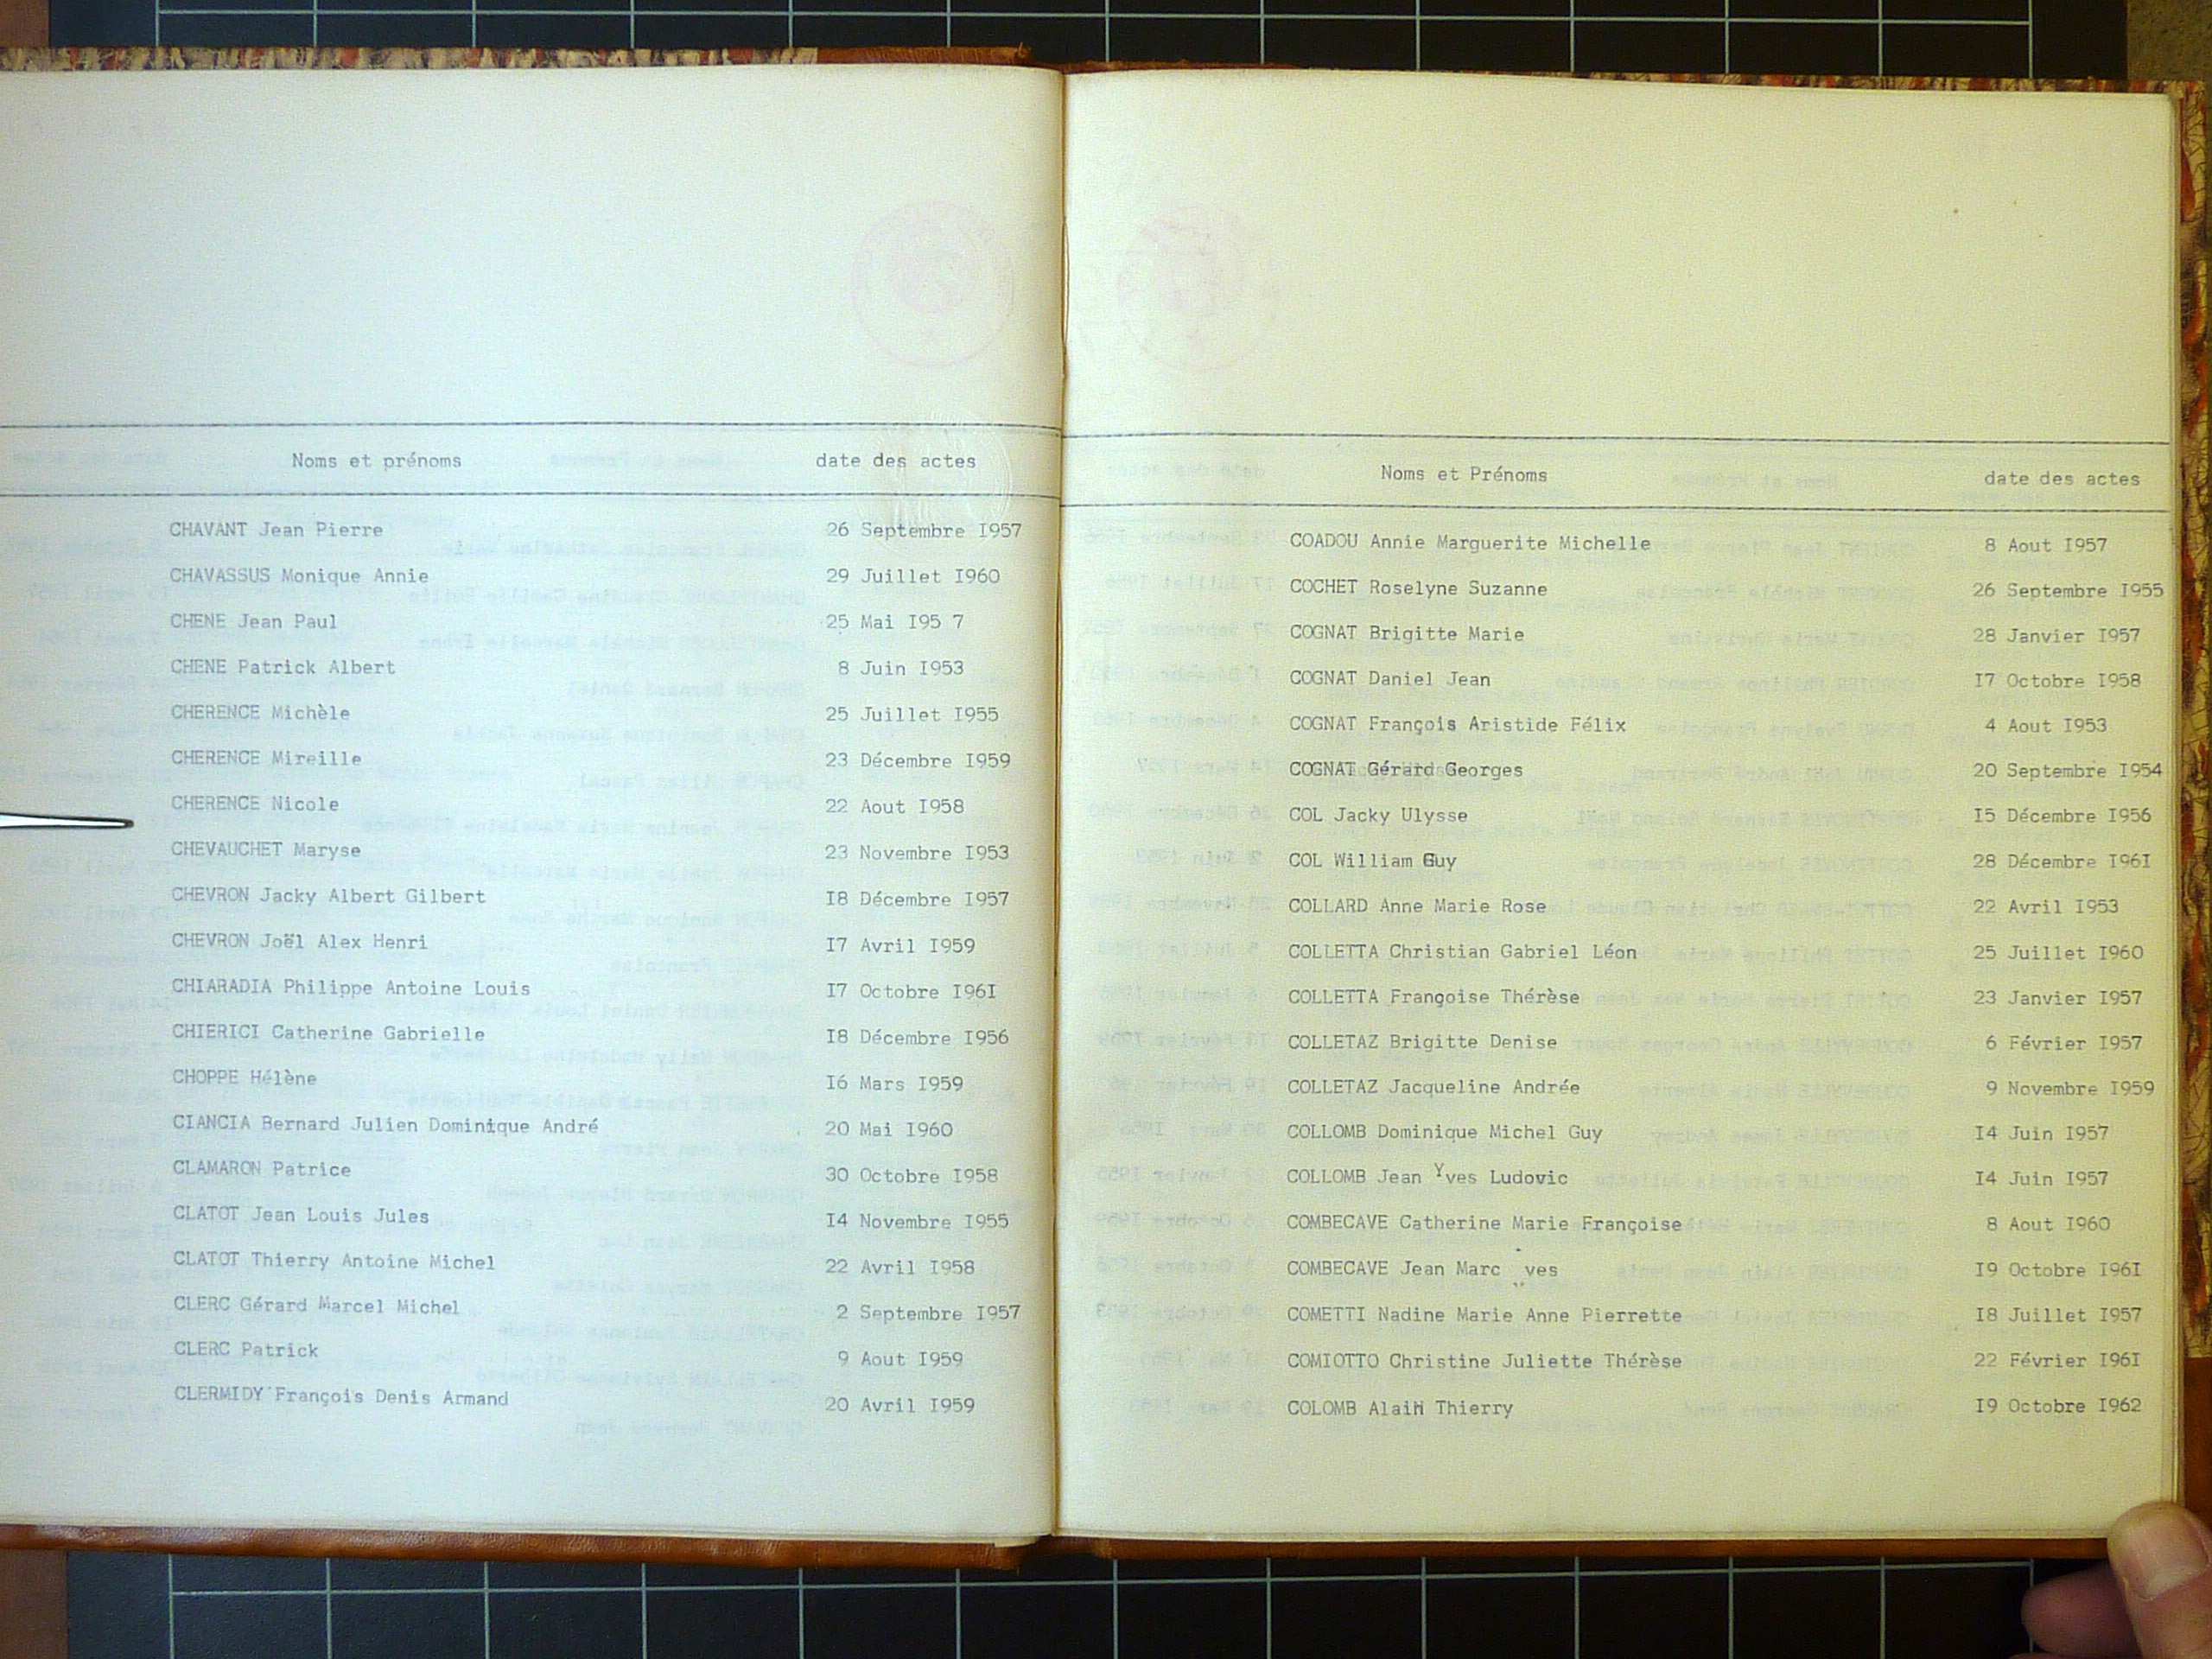 Noms et prénoms date des actes
CHAVANT Jean Pierre 26 Septembre I957
CHAVASSUS Monique Annie 29 Juillet I960
CHENE Jean Paul 25 Mai I95 7
CHENE Patrick Albert 8 Juin I953
CHERENCE Michèle 25 Juillet I955
CHERENCE Mireille 23 Décembre I959
CHERENCE Nicole 22 Aout I958
CHEVAUCHET Maryse 23 Novembre I953
CHEVRON Jacky Albert Gilbert I8 Décembre I957
CHEVRON Joël Alex Henri I7 Avril I959
CHIARADIA Philippe Antoine Louis I7 Octobre I96I
CHIERICI Catherine Gabrielle I8 Décembre I956
CHOPPE Hélène I6 Mars I959
CIANCIA Bernard Julien Dominique André 20 Mai I960
CLAMARON Patrice 30 Octobre I958
CLATOT Jean Louis Jules I4 Novembre I955
CLATOT Thierry Antoine Michel 22 Avril I958
CLERC Gérard Marcel Michel 2 Septembre I957
CLERC Patrick 9 Aout I959
CLERMIDY François Denis Armand 20 Avril I959
Noms et Prénoms date des actes
COADOU Annie Marguerite Michelle 8 Aout I957
COCHET Roselyne Suzanne 26 Septembre I955
COGNAT Brigitte Marie 28 Janvier I957
COGNAT Daniel Jean I7 Octobre I958
COGNAT François Aristide Félix 4 Aout I953
COGNAT Gérard Georges 20 Septembre I954
COL Jacky Ulysse I5 Décembre I956
COL William Guy 28 Décembre I96I
COLLARD Anne Marie Rose 22 Avril I953
COLLETTA Christian Gabriel Léon 25 Juillet I960
COLLETTA Françoise Thérèse 23 Janvier I957
COLLETAZ Brigitte Denise 6 Février I957
COLLETAZ Jacqueline Andrée 9 Novembre I959
COLLOMB Dominique Michel Guy I4 Juin I957
COLLOMB Jean Yves Ludovic I4 Juin I957
COMBECAVE Catherine Marie Françoise 8 Aout I960
COMBECAVE Jean Marc Yves I9 Octobre I96I
COMETTI Nadine Marie Anne Pierrette I8 Juillet I957
COMIOTTO Christine Juliette Thérèse 22 Février I96I
COLOMB Alain Thierry I9 Octobre I962